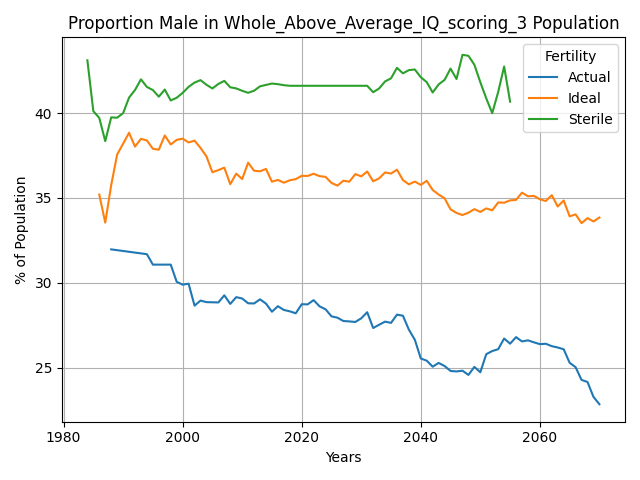 Proportion Male in Whole_Above_Average_IQ_scoring_3 Population
Fertility
Actual
Ideal
Sterile
% of Population
40
35
30
25
1980
2000
2020
2040
2060
Years